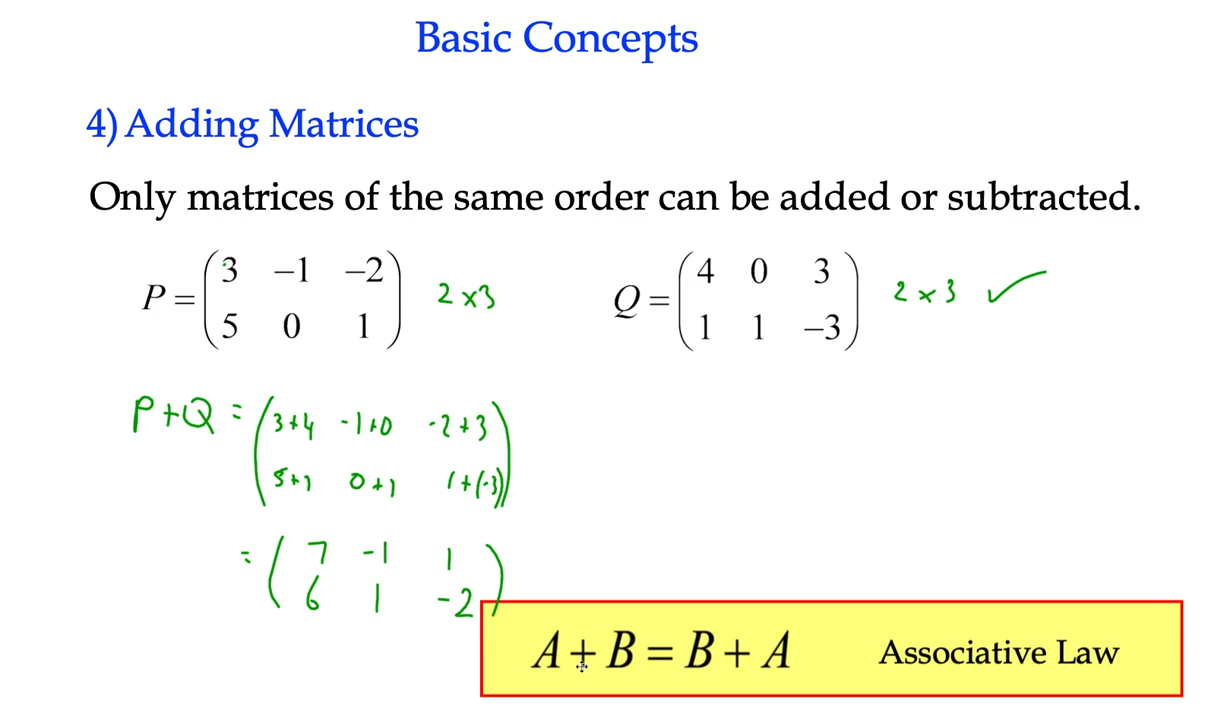 Basic Concepts
4) Adding Matrices
Only matrices of the same order can be added or subtracted.
P = ( 3 −1 −2 ) 2 x 3 Q = ( 4 0 3 ) 2 x 3 ✓
( 5 0 1 ) ( 1 1 −3 )
P+Q = ( 3+4 -1+0 -2+3 )
( 5+1 0+1 1+(-3) )
= ( 7 -1 1 )
( 6 1 -2 )
A + B = B + A Associative Law